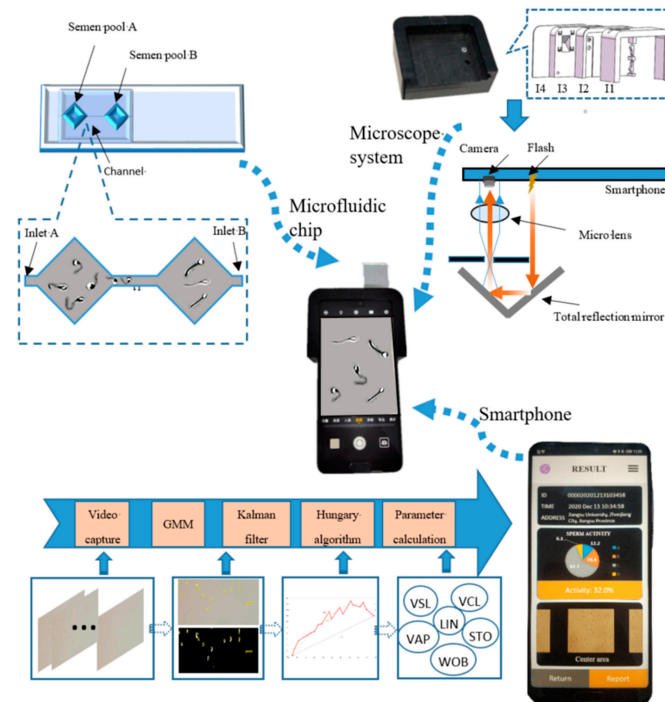 Semen pool A
Semen pool B
Channel
Inlet A
Inlet B
Microfluidic
chip
Microscope
system
I4 I3 I2 I1
Camera
Flash
Smartphone
Micro lens
Total reflection mirror
Smartphone
Video
capture
GMM
Kalman
filter
Hungary
algorithm
Parameter
calculation
VSL
VCL
LIN
VAP
STO
WOB
RESULT
ID 000020201213103458
TIME 2020 Dec 13 10:34:58
ADDRESS Jiangsu University, Zhenjiang
City, Jiangsu Province
SPERM ACTIVITY
Activity: 32.0%
Center area
Return
Report